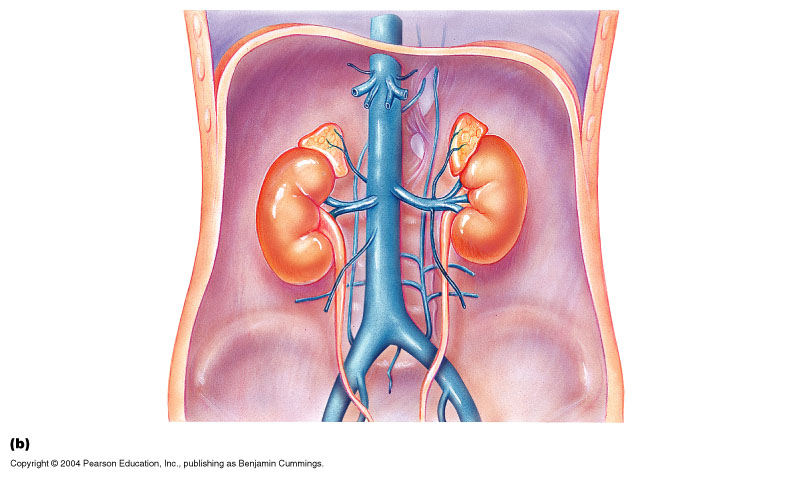 (b)
Copyright © 2004 Pearson Education, Inc., publishing as Benjamin Cummings.